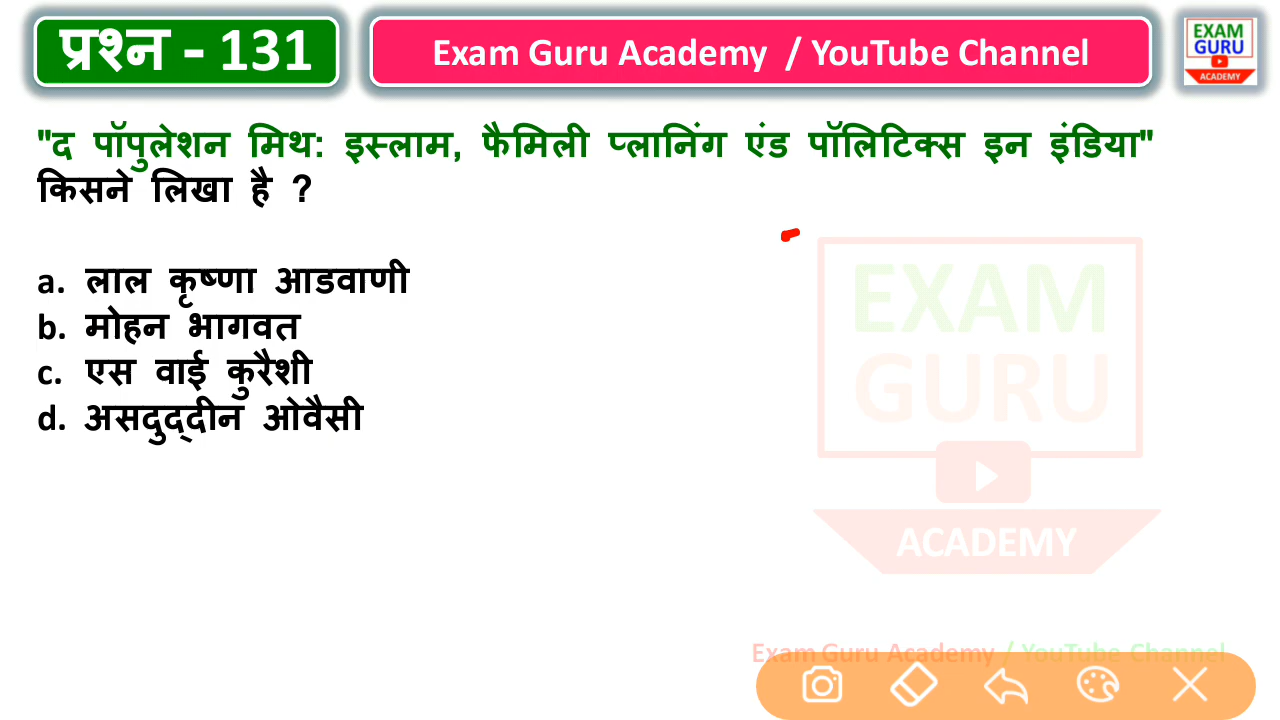 प्रश्न - 131
Exam Guru Academy / YouTube Channel
EXAM
GURU
ACADEMY
"द पॉपुलेशन मिथ: इस्लाम, फैमिली प्लानिंग एंड पॉलिटिक्स इन इंडिया"
किसने लिखा है ?
a. लाल कृष्णा आडवाणी
b. मोहन भागवत
c. एस वाई कुरैशी
d. असदुद्दीन ओवैसी
EXAM
GURU
ACADEMY
Exam Guru Academy / YouTube Channel